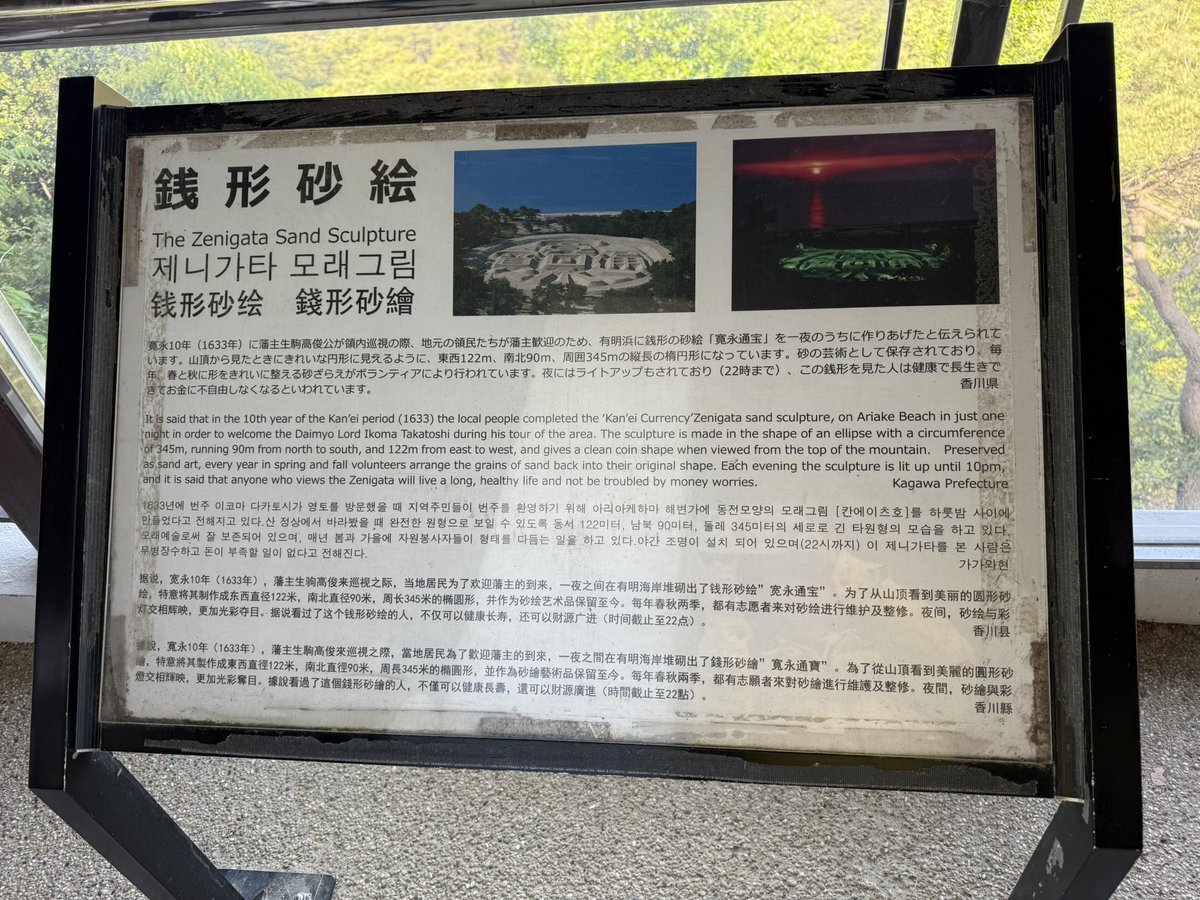 銭形砂絵
The Zenigata Sand Sculpture
제니가타 모래그림
钱形砂绘　錢形砂繪
寛永10年（1633年）に藩主生駒高俊公が領内巡視の際、地元の領民たちが藩主歓迎のため、有明浜に銭形の砂絵「寛永通宝」を一夜のうちに作りあげたと伝えられて
います。山頂から見たときにきれいな円形に見えるように、東西122m、南北90m、周囲345mの縦長の楕円形になっています。砂の芸術として保存されており、毎
年、春と秋に形をきれいに整える砂ざらえがボランティアにより行われています。夜にはライトアップもされており（22時まで）、この銭形を見た人は健康で長生きで
きてお金に不自由しなくなるといわれています。
香川県
It is said that in the 10th year of the Kan'ei period (1633) the local people completed the 'Kan'ei Currency'Zenigata sand sculpture, on Ariake Beach in just one
night in order to welcome the Daimyo Lord Ikoma Takatoshi during his tour of the area. The sculpture is made in the shape of an ellipse with a circumference
of 345m, running 90m from north to south, and 122m from east to west, and gives a clean coin shape when viewed from the top of the mountain. Preserved
as sand art, every year in spring and fall volunteers arrange the grains of sand back into their original shape. Each evening the sculpture is lit up until 10pm,
and it is said that anyone who views the Zenigata will live a long, healthy life and not be troubled by money worries.
Kagawa Prefecture
1633년에 번주 이코마 다카토시가 영토를 방문했을 때 지역주민들이 번주를 환영하기 위해 아리아케하마 해변가에 동전모양의 모래그림 [칸에이츠호]를 하룻밤 사이에
만들었다고 전해지고 있다.산 정상에서 바라봤을 때 완전한 원형으로 보일 수 있도록 동서 122미터, 남북 90미터, 둘레 345미터의 세로로 긴 타원형의 모습을 하고 있다.
모래예술로써 잘 보존되어 있으며, 매년 봄과 가을에 자원봉사자들이 형태를 다듬는 일을 하고 있다.야간 조명이 설치 되어 있으며(22시까지) 이 제니가타를 본 사람은
무병장수하고 돈이 부족할 일이 없다고 전해진다.
가가와현
据说，宽永10年（1633年），藩主生驹高俊来巡视之际，当地居民为了欢迎藩主的到来，一夜之间在有明海岸堆砌出了钱形砂绘”宽永通宝”。为了从山顶看到美丽的圆形砂
绘，特意将其制作成东西直径122米，南北直径90米，周长345米的椭圆形，并作为砂绘艺术品保留至今。每年春秋两季，都有志愿者来对砂绘进行维护及整修。夜间，砂绘与彩
灯交相辉映，更加光彩夺目。据说看过了这个钱形砂绘的人，不仅可以健康长寿，还可以财源广进（时间截止至22点）。
香川县
據說，寬永10年（1633年），藩主生駒高俊來巡視之際，當地居民為了歡迎藩主的到來，一夜之間在有明海岸堆砌出了錢形砂繪”寬永通寶”。為了從山頂看到美麗的圓形砂
繪，特意將其製作成東西直徑122米，南北直徑90米，周長345米的橢圓形，並作為砂繪藝術品保留至今。每年春秋兩季，都有志願者來對砂繪進行維護及整修。夜間，砂繪與彩
燈交相輝映，更加光彩奪目。據說看過了這個錢形砂繪的人，不僅可以健康長壽，還可以財源廣進（時間截止至22點）。
香川縣